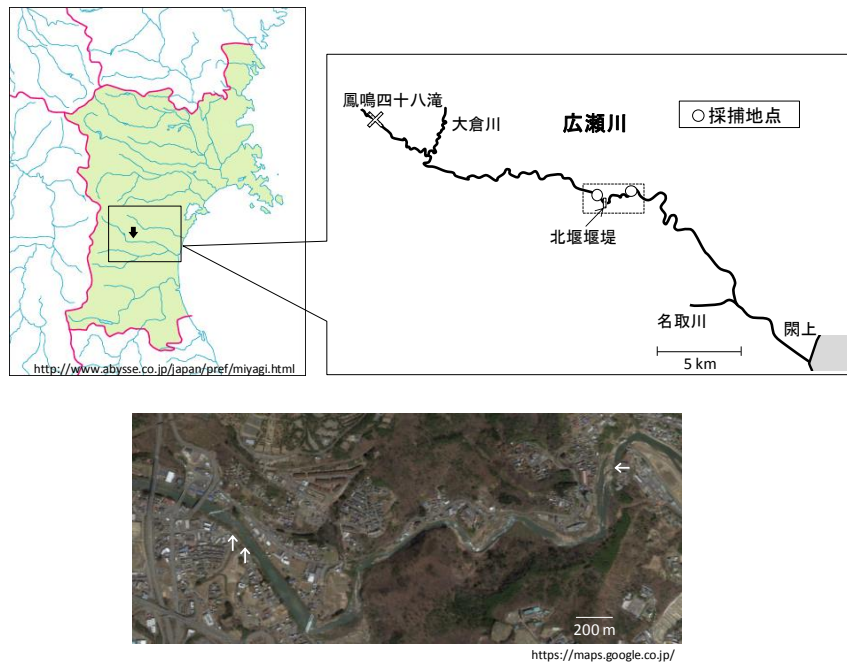 http://www.abysse.co.jp/japan/pref/miyagi.html
鳳鳴四十八滝
大倉川
広瀬川
○採捕地点
北堰堰堤
名取川
閖上
5 km
200 m
https://maps.google.co.jp/